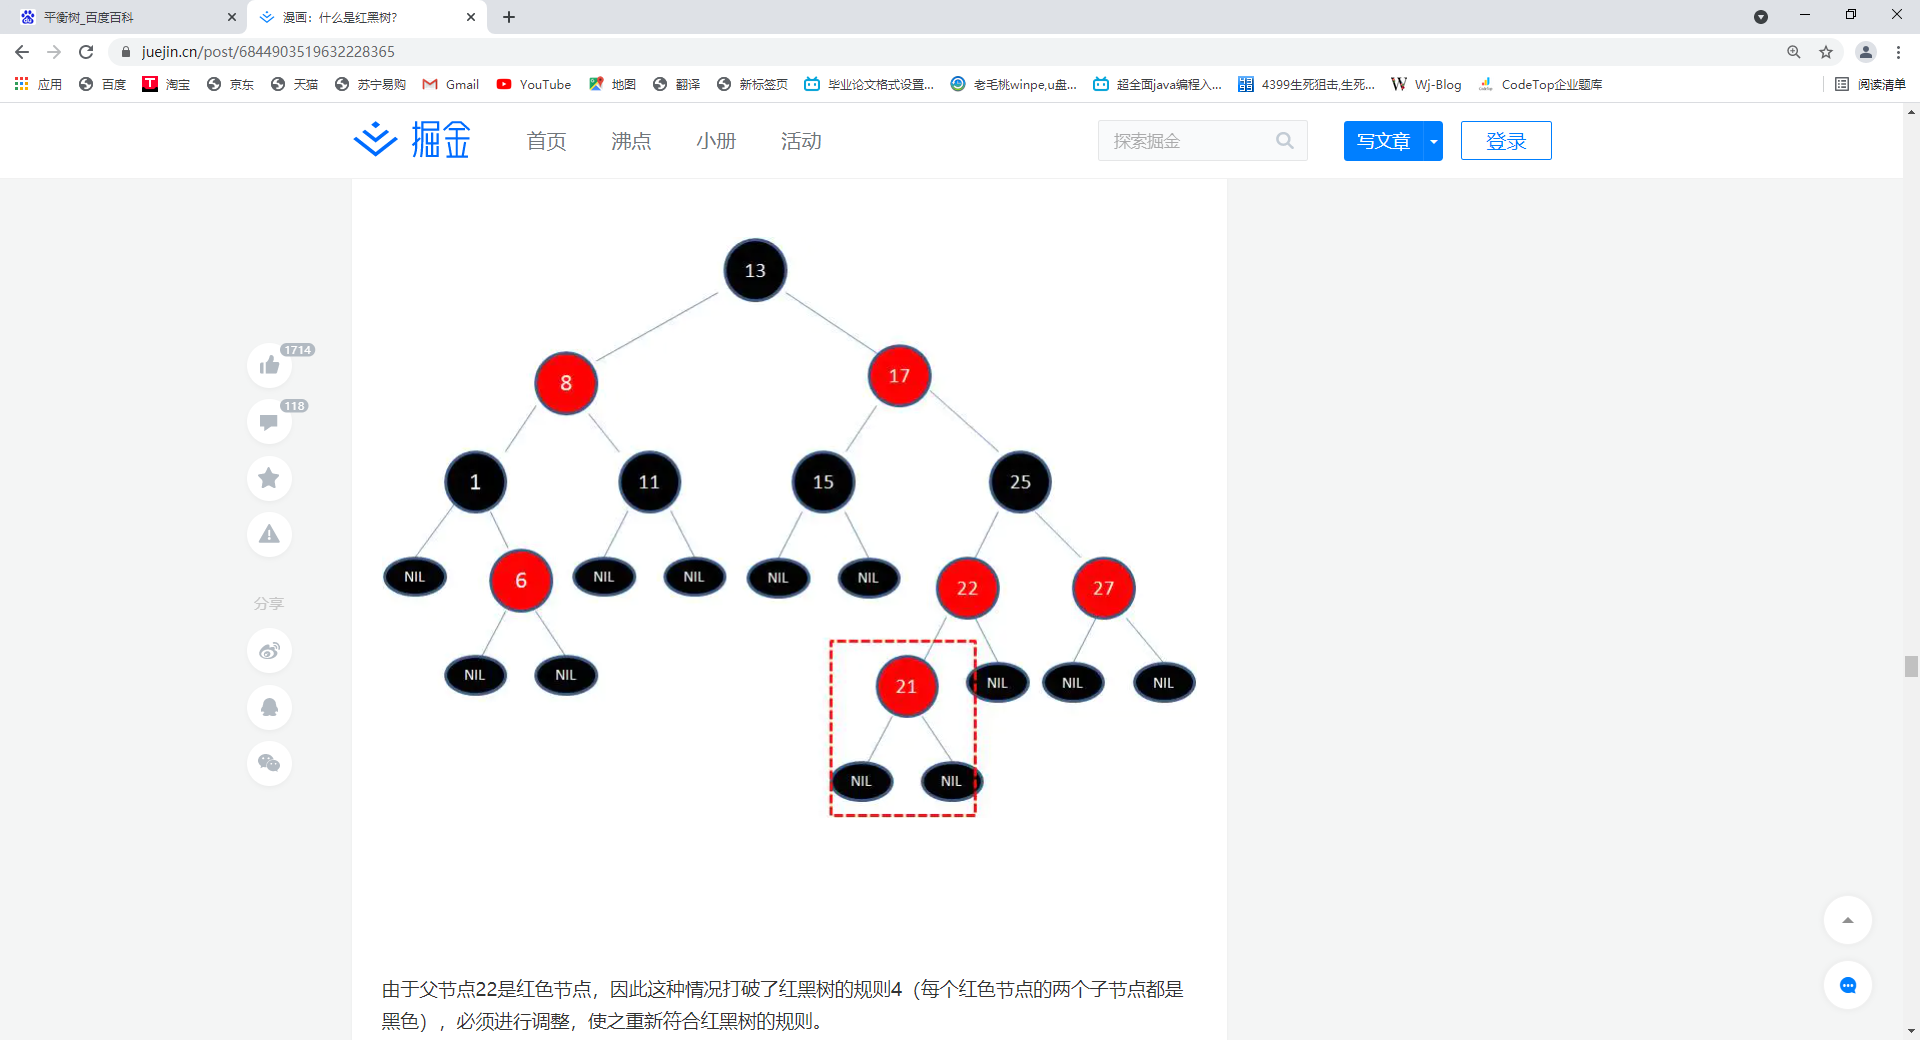 平衡树_百度百科
漫画：什么是红黑树？
juejin.cn/post/6844903519632228365
应用 百度 淘宝 京东 天猫 苏宁易购 Gmail YouTube 地图 翻译 新标签页 毕业论文格式设置... 老毛桃winpe,u盘... 超全面java编程入... 4399生死狙击,生死... Wj-Blog CodeTop企业题库 阅读清单
掘金 首页 沸点 小册 活动 探索掘金 写文章 登录
13
1714
8 17
118
1 11 15 25
NIL 6 NIL NIL NIL NIL 22 27
分享
NIL NIL 21 NIL NIL NIL
NIL NIL
由于父节点22是红色节点，因此这种情况打破了红黑树的规则4（每个红色节点的两个子节点都是
黑色），必须进行调整，使之重新符合红黑树的规则。